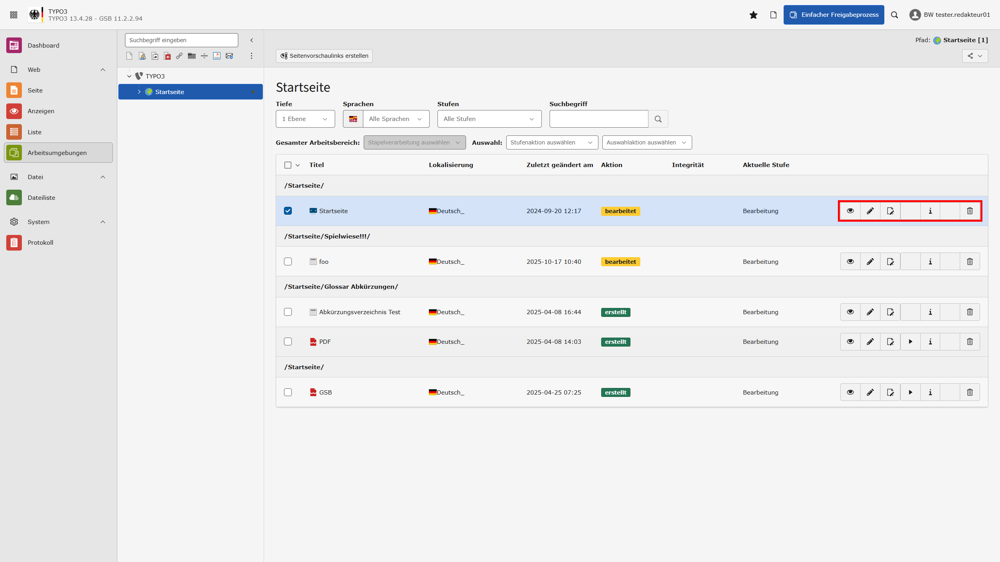 TYPO3
TYPO3 13.4.28 - GSB 11.2.2.94
Einfacher Freigabeprozess
BW tester.redakteur01
Dashboard
Web
Seite
Anzeigen
Liste
Arbeitsumgebungen
Datei
Dateiliste
System
Protokoll
Suchbegriff eingeben
TYPO3
Startseite
Pfad: Startseite [1]
Seitenvorschaulinks erstellen
Startseite
Tiefe Sprachen Stufen Suchbegriff
1 Ebene Alle Sprachen Alle Stufen
Gesamter Arbeitsbereich: Stapelverarbeitung auswählen Auswahl: Stufenaktion auswählen Auswahlaktion auswählen
Titel Lokalisierung Zuletzt geändert am Aktion Integrität Aktuelle Stufe
/Startseite/
Startseite Deutsch_ 2024-09-20 12:17 bearbeitet Bearbeitung
/Startseite/Spielwiese!!!/
foo Deutsch_ 2025-10-17 10:40 bearbeitet Bearbeitung
/Startseite/Glossar Abkürzungen/
Abkürzungsverzeichnis Test Deutsch_ 2025-04-08 16:44 erstellt Bearbeitung
PDF Deutsch_ 2025-04-08 14:03 erstellt Bearbeitung
/Startseite/
GSB Deutsch_ 2025-04-25 07:25 erstellt Bearbeitung